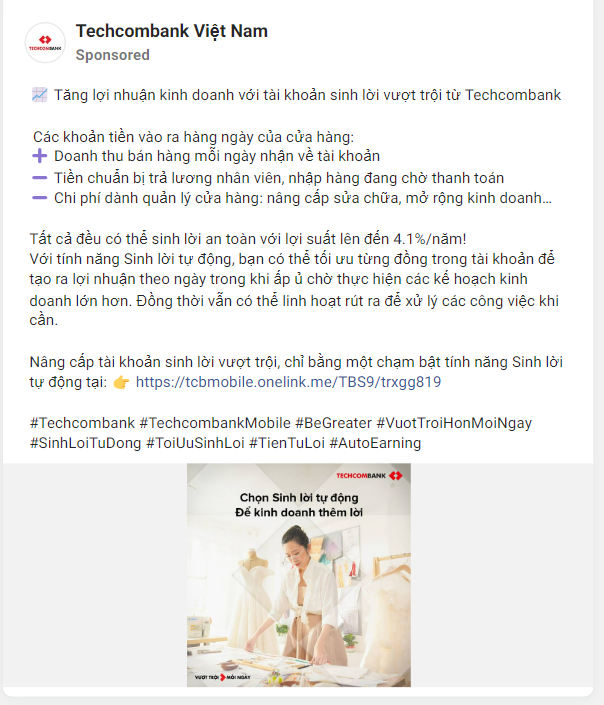 Techcombank Việt Nam
TECHCOMBANK
Sponsored
📈 Tăng lợi nhuận kinh doanh với tài khoản sinh lời vượt trội từ Techcombank
Các khoản tiền vào ra hàng ngày của cửa hàng:
➕ Doanh thu bán hàng mỗi ngày nhận về tài khoản
➖ Tiền chuẩn bị trả lương nhân viên, nhập hàng đang chờ thanh toán
➖ Chi phí dành quản lý cửa hàng: nâng cấp sửa chữa, mở rộng kinh doanh…
Tất cả đều có thể sinh lời an toàn với lợi suất lên đến 4.1%/năm!
Với tính năng Sinh lời tự động, bạn có thể tối ưu từng đồng trong tài khoản để
tạo ra lợi nhuận theo ngày trong khi ấp ủ chờ thực hiện các kế hoạch kinh
doanh lớn hơn. Đồng thời vẫn có thể linh hoạt rút ra để xử lý các công việc khi
cần.
Nâng cấp tài khoản sinh lời vượt trội, chỉ bằng một chạm bật tính năng Sinh lời
tự động tại: 👉 https://tcbmobile.onelink.me/TBS9/trxgg819
#Techcombank #TechcombankMobile #BeGreater #VuotTroiHonMoiNgay
#SinhLoiTuDong #ToiUuSinhLoi #TienTuLoi #AutoEarning
TECHCOMBANK
Chọn Sinh lời tự động
Để kinh doanh thêm lời
VƯỢT TRỘI MỖI NGÀY